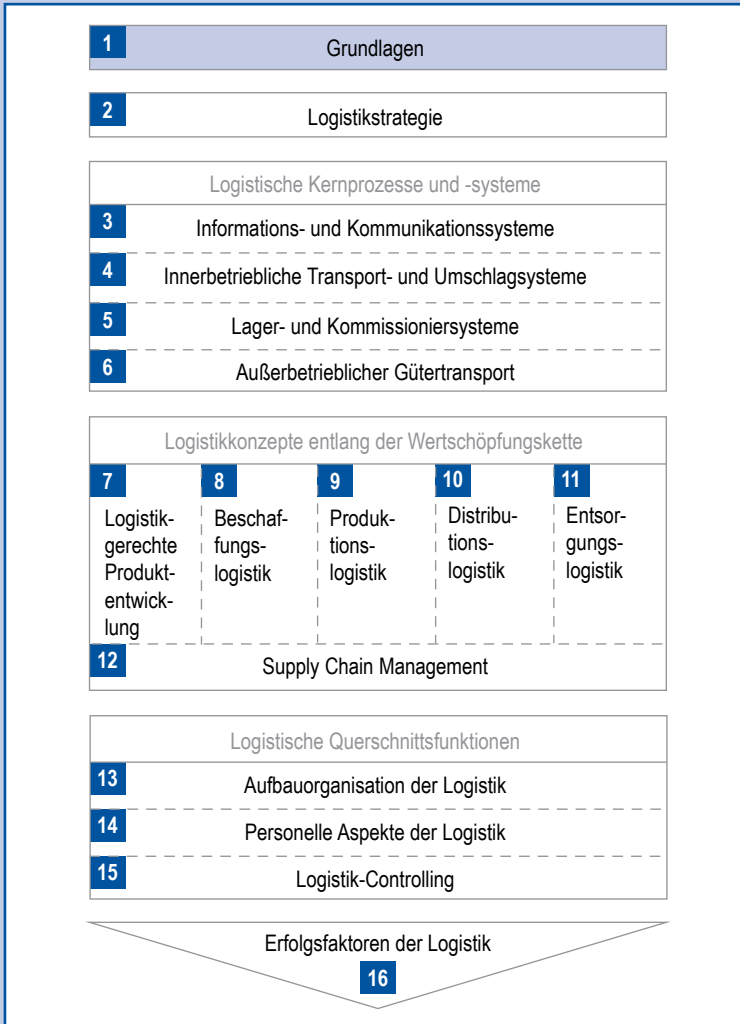 1
Grundlagen
2
Logistikstrategie
Logistische Kernprozesse und -systeme
3
Informations- und Kommunikationssysteme
4
Innerbetriebliche Transport- und Umschlagsysteme
5
Lager- und Kommissioniersysteme
6
Außerbetrieblicher Gütertransport
Logistikkonzepte entlang der Wertschöpfungskette
7
Logistik-
gerechte
Produkt-
entwick-
lung
8
Beschaf-
fungs-
logistik
9
Produk-
tions-
logistik
10
Distribu-
tions-
logistik
11
Entsor-
gungs-
logistik
12
Supply Chain Management
Logistische Querschnittsfunktionen
13
Aufbauorganisation der Logistik
14
Personelle Aspekte der Logistik
15
Logistik-Controlling
Erfolgsfaktoren der Logistik
16